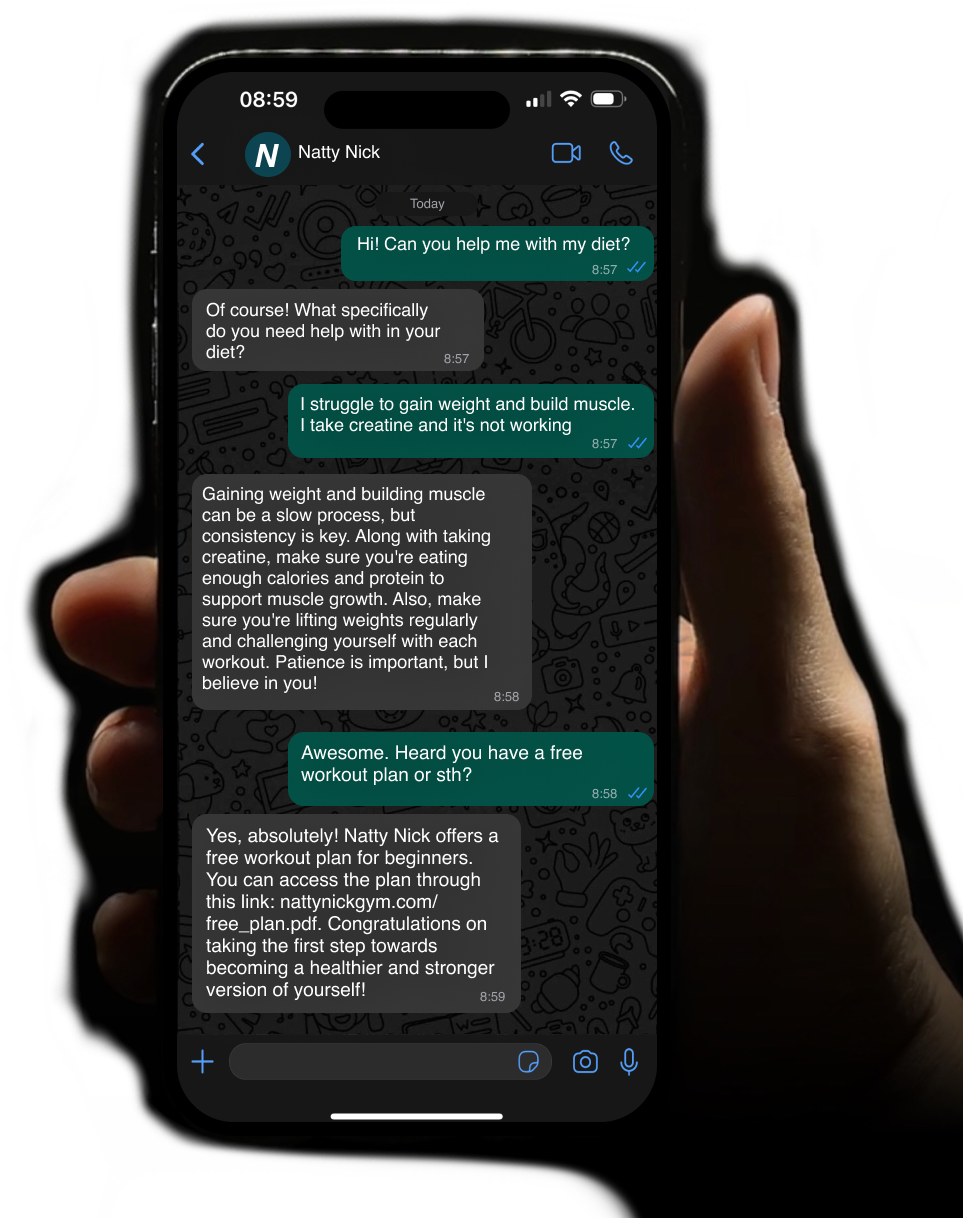 08:59
N
Natty Nick
Today
Hi! Can you help me with my diet?
8:57
Of course! What specifically
do you need help with in your
diet?
8:57
I struggle to gain weight and build muscle.
I take creatine and it's not working
8:57
Gaining weight and building muscle
can be a slow process, but
consistency is key. Along with taking
creatine, make sure you're eating
enough calories and protein to
support muscle growth. Also, make
sure you're lifting weights regularly
and challenging yourself with each
workout. Patience is important, but I
believe in you!
8:58
Awesome. Heard you have a free
workout plan or sth?
8:58
Yes, absolutely! Natty Nick offers a
free workout plan for beginners.
You can access the plan through
this link: nattynickgym.com/
free_plan.pdf. Congratulations on
taking the first step towards
becoming a healthier and stronger
version of yourself!
8:59
3:28